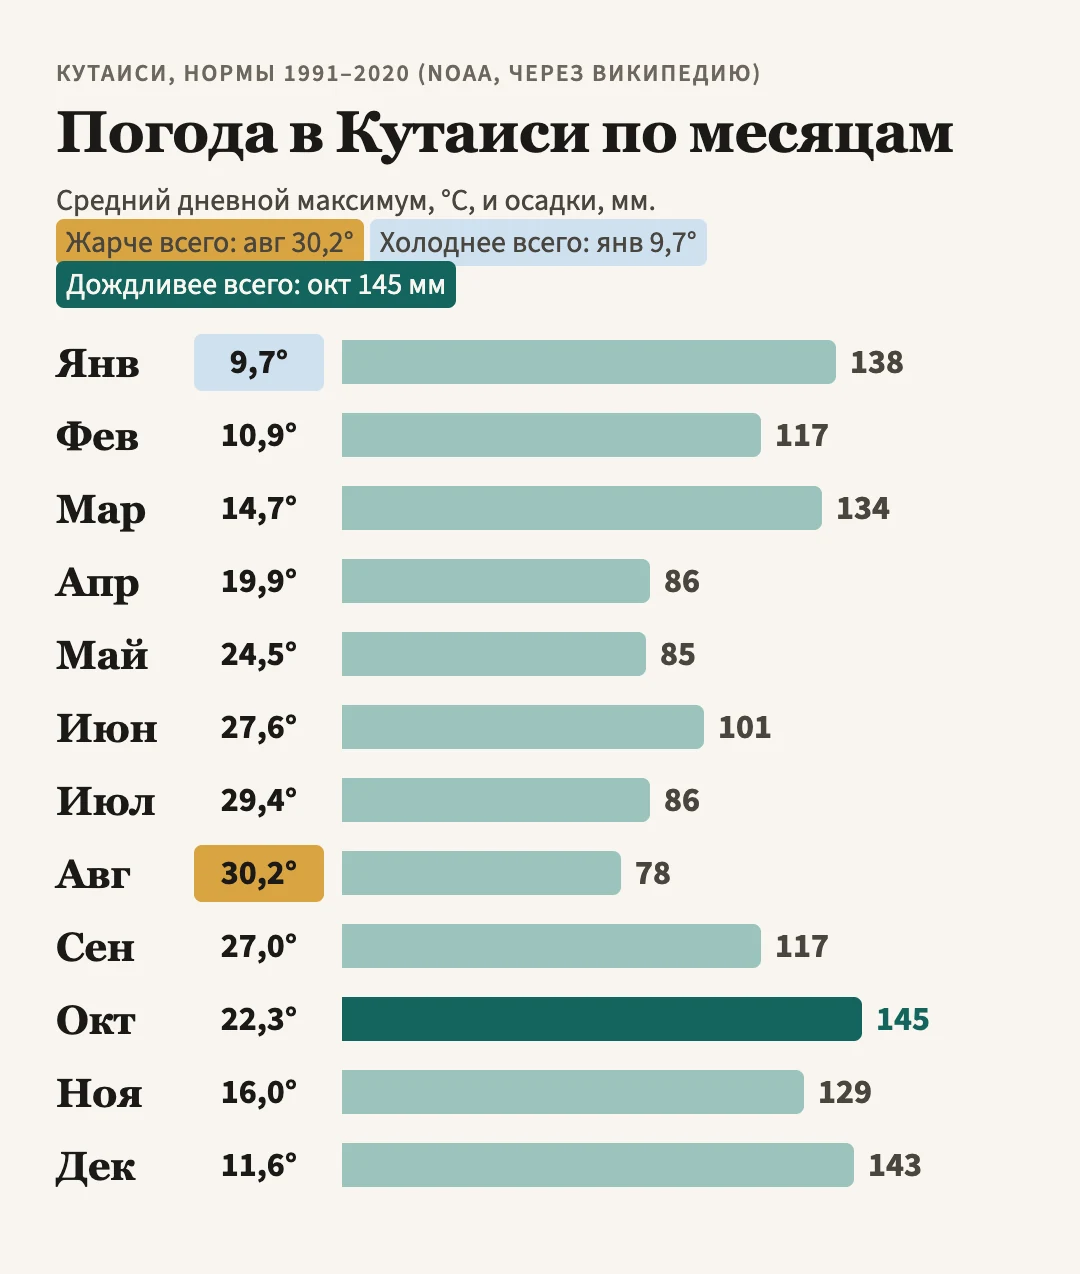 КУТАИСИ, НОРМЫ 1991–2020 (NOAA, ЧЕРЕЗ ВИКИПЕДИЮ)
Погода в Кутаиси по месяцам
Средний дневной максимум, °C, и осадки, мм.
Жарче всего: авг 30,2° Холоднее всего: янв 9,7°
Дождливее всего: окт 145 мм
Янв 9,7° 138
Фев 10,9° 117
Мар 14,7° 134
Апр 19,9° 86
Май 24,5° 85
Июн 27,6° 101
Июл 29,4° 86
Авг 30,2° 78
Сен 27,0° 117
Окт 22,3° 145
Ноя 16,0° 129
Дек 11,6° 143